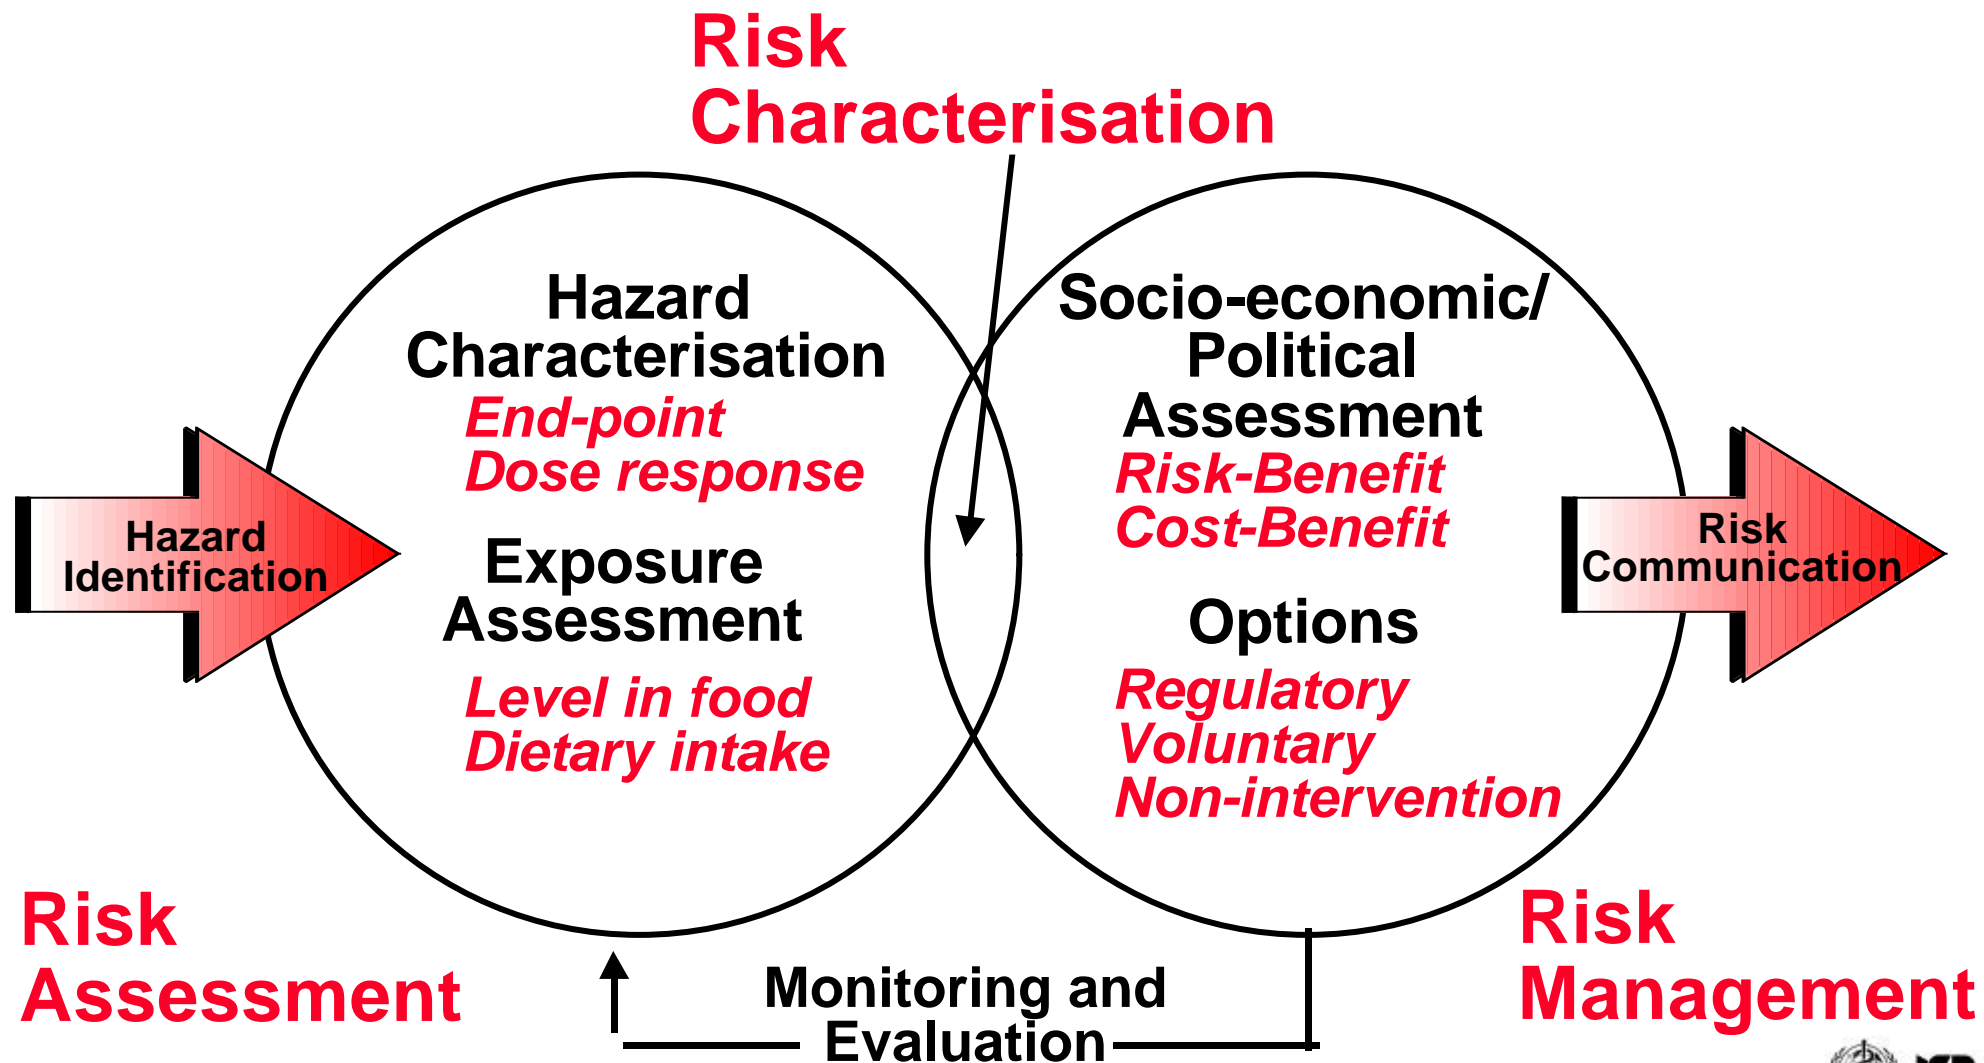 Risk
Characterisation
Hazard
Characterisation
End-point
Dose response
Exposure
Assessment
Level in food
Dietary intake
Socio-economic/
Political
Assessment
Risk-Benefit
Cost-Benefit
Options
Regulatory
Voluntary
Non-intervention
Hazard
Identification
Risk
Communication
Risk
Assessment
Monitoring and
Evaluation
Risk
Management